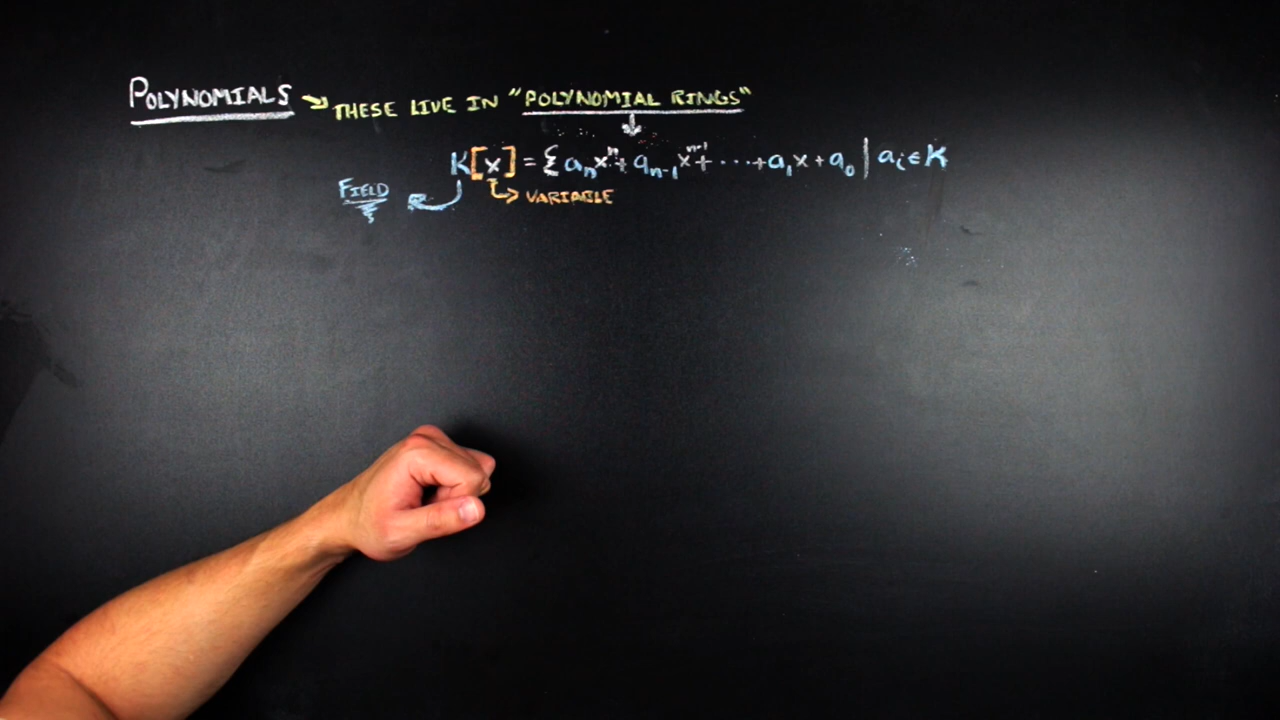 POLYNOMIALS → THESE LIVE IN "POLYNOMIAL RINGS"
K[x] = { aₙxⁿ + aₙ₋₁xⁿ⁻¹ + ··· + a₁x + a₀ | aᵢ ∈ K
FIELD
VARIABLE